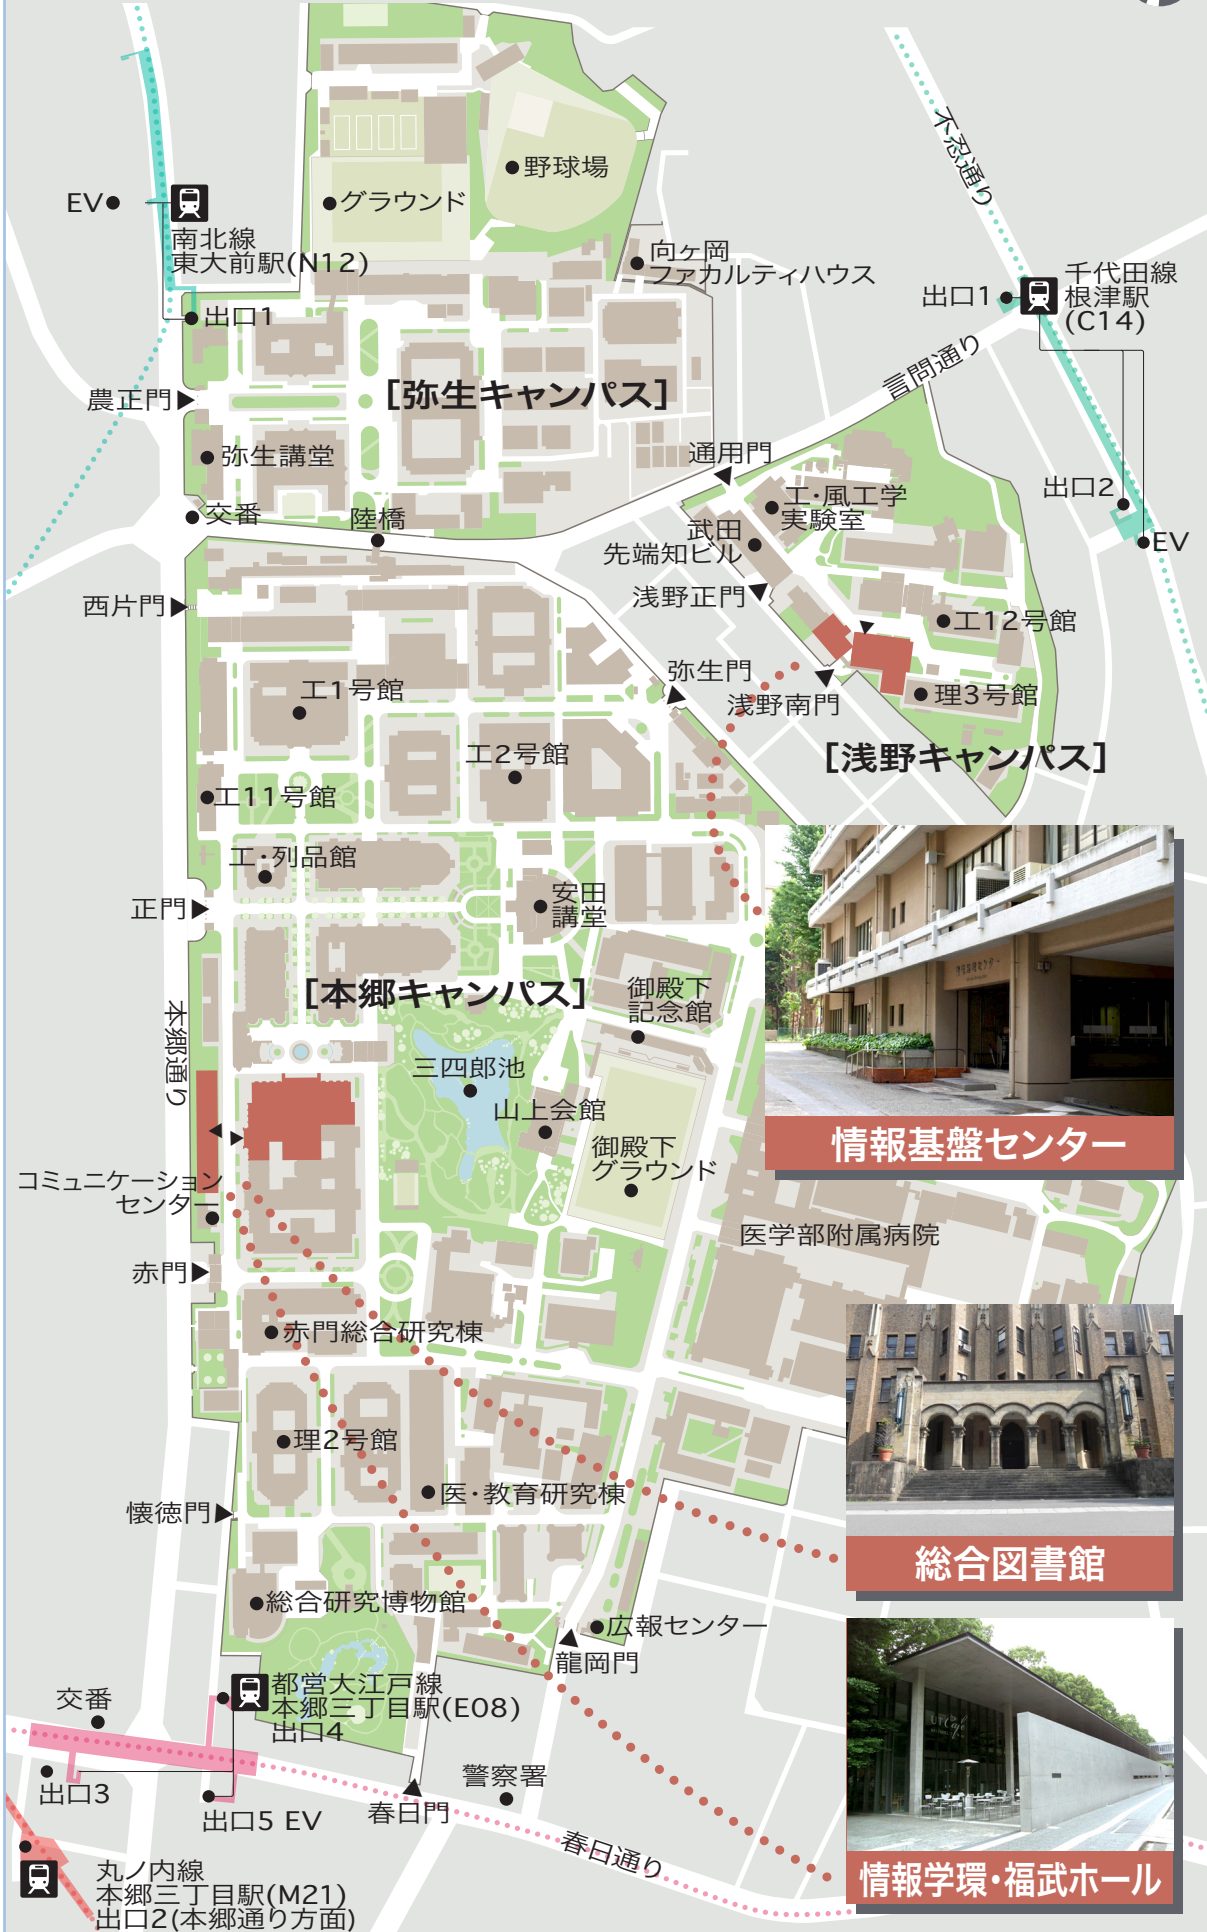 不忍通り
野球場
EV
グラウンド
南北線
東大前駅(N12)
向ヶ岡
ファカルティハウス
千代田線
根津駅
(C14)
出口1
出口1
言問通り
農正門
[弥生キャンパス]
弥生講堂
通用門
出口2
工・風工学
実験室
交番
陸橋
武田
先端知ビル
EV
浅野正門
西片門
工12号館
弥生門
工1号館
浅野南門
理3号館
工2号館
[浅野キャンパス]
工11号館
工・列品館
正門
安田
講堂
[本郷キャンパス]
御殿下
記念館
本郷通り
三四郎池
山上会館
情報基盤センター
御殿下
グラウンド
コミュニケーション
センター
医学部附属病院
赤門
赤門総合研究棟
理2号館
医・教育研究棟
懐徳門
総合図書館
総合研究博物館
広報センター
龍岡門
都営大江戸線
本郷三丁目駅(E08)
出口4
交番
UT Cafe
警察署
出口3
出口5 EV
春日門
春日通り
丸ノ内線
本郷三丁目駅(M21)
出口2(本郷通り方面)
情報学環・福武ホール